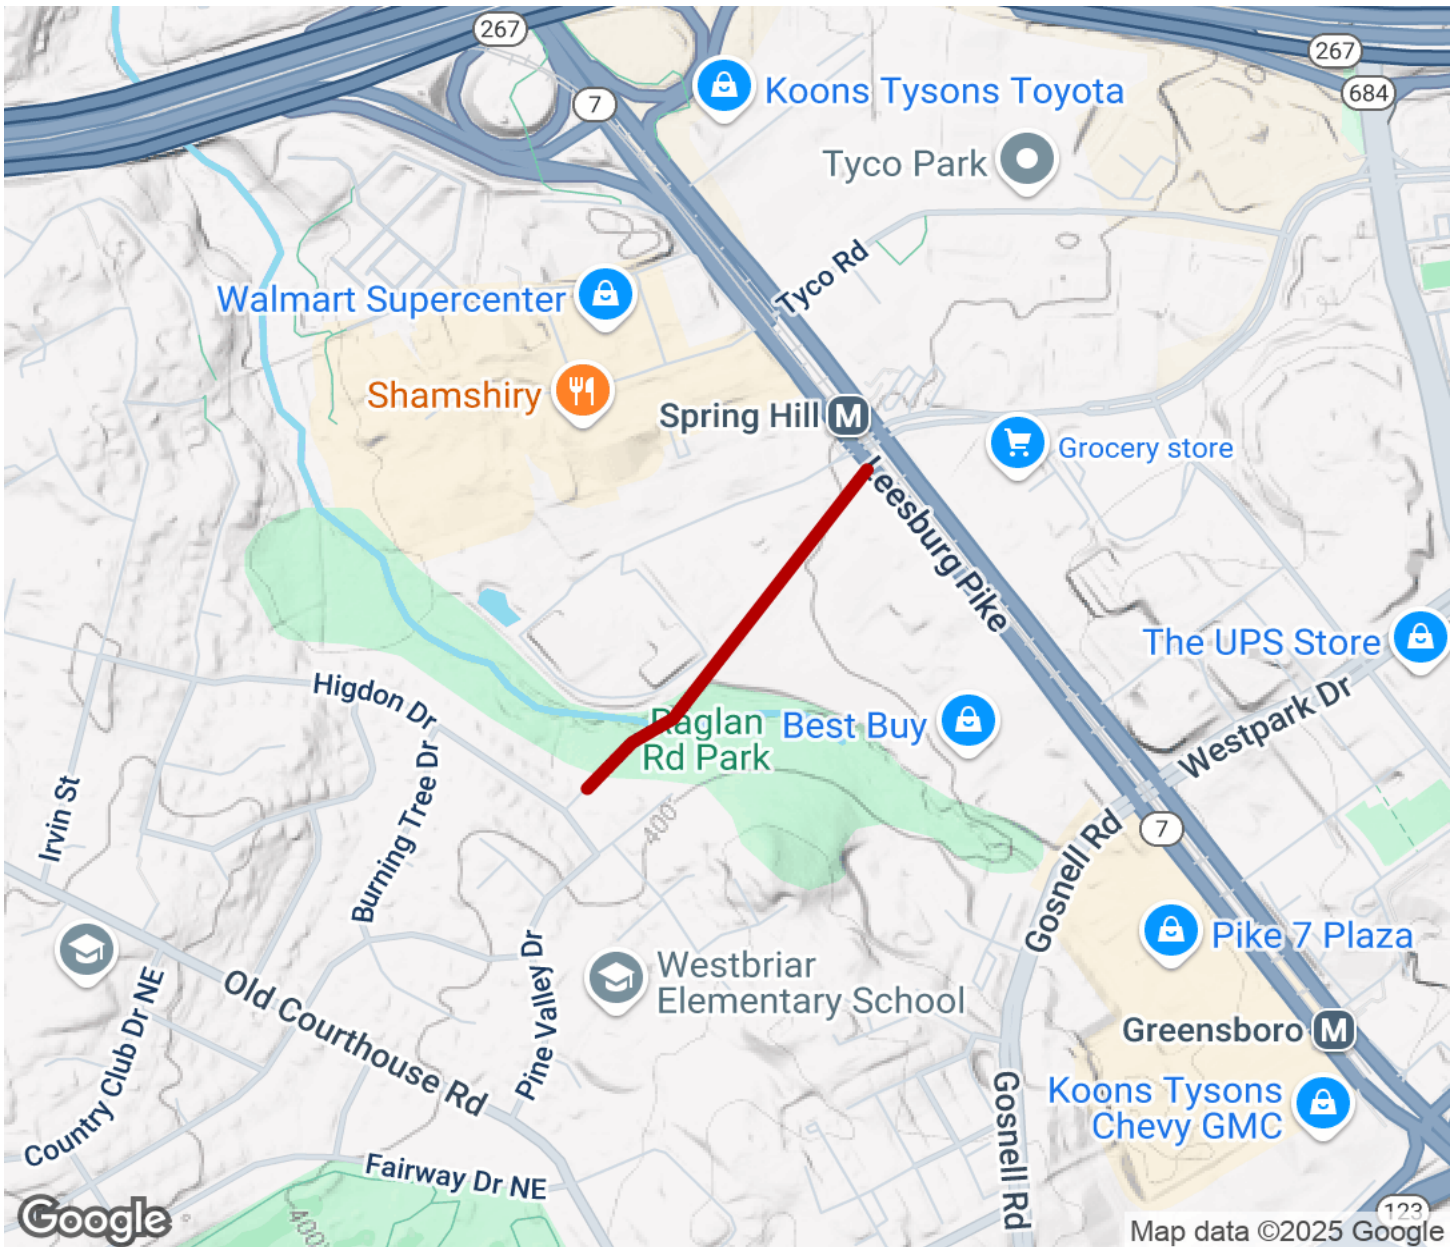 267
267
7
684
Koons Tysons Toyota
Tyco Park
Tyco Rd
Walmart Supercenter
Shamshiry
Spring Hill
M
Grocery store
Leesburg Pike
The UPS Store
Westpark Dr
Higdon Dr
Raglan
Rd Park
Best Buy
Burning Tree Dr
Irvin St
400'
7
Gosnell Rd
Pike 7 Plaza
Westbriar
Elementary School
Pine Valley Dr
Old Courthouse Rd
Country Club Dr NE
Greensboro
M
Koons Tysons
Chevy GMC
Gosnell Rd
Fairway Dr NE
400'
123
Google
Map data ©2025 Google